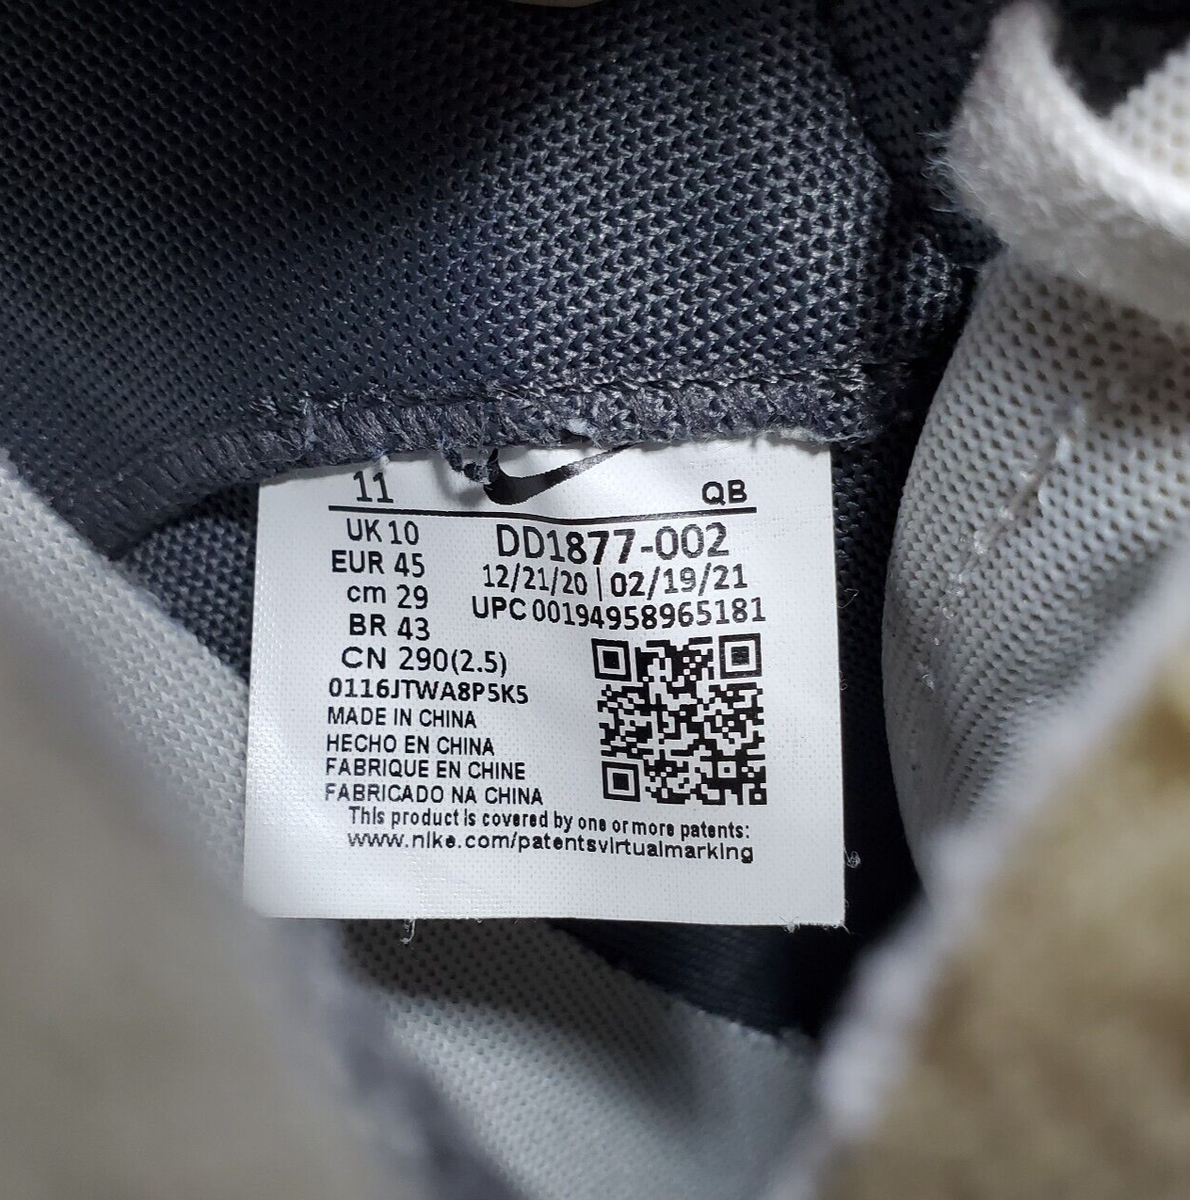 11 QB
UK 10
EUR 45
cm 29
BR 43
CN 290(2.5)
DD1877-002
12/21/20 | 02/19/21
UPC 00194958965181
0116JTWA8P5K5
MADE IN CHINA
HECHO EN CHINA
FABRIQUE EN CHINE
FABRICADO NA CHINA
This product is covered by one or more patents:
www.nike.com/patentsvirtualmarking